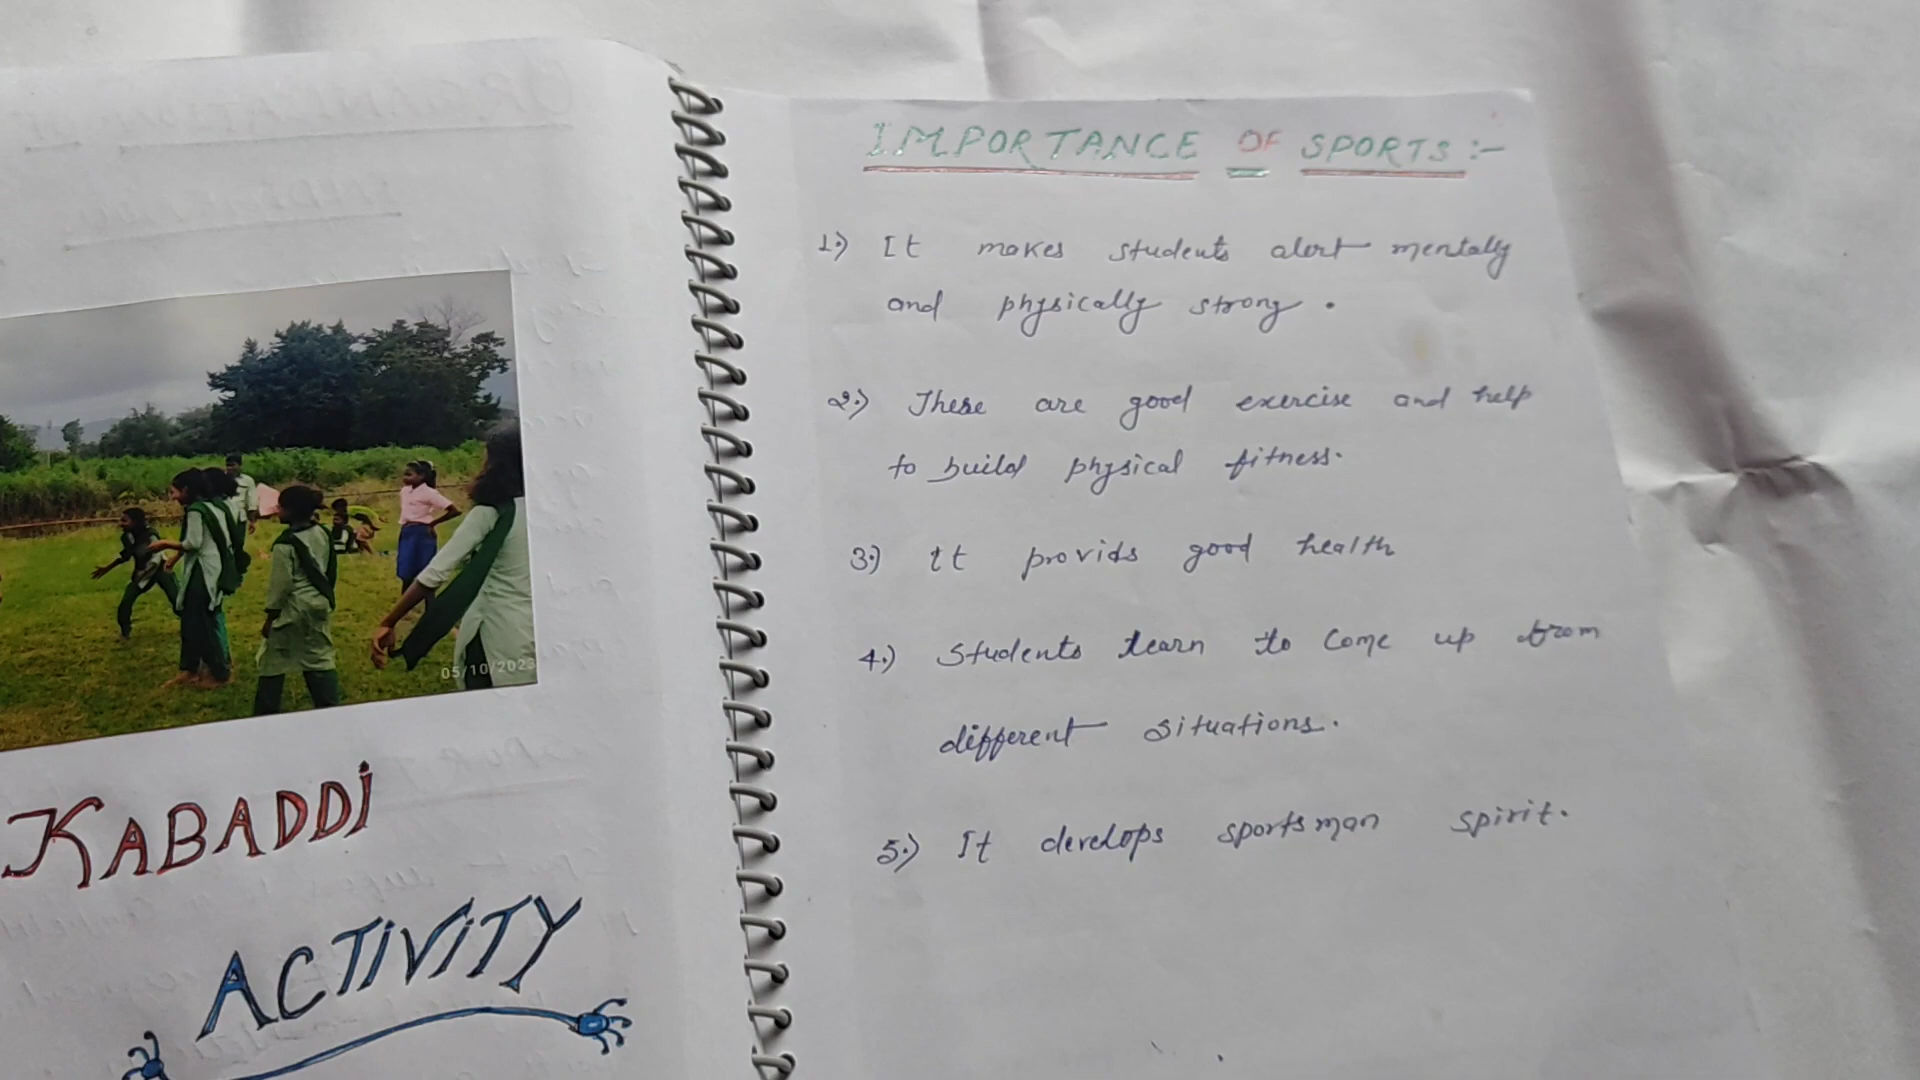 05/10/2023
KABADDI
ACTIVITY
IMPORTANCE OF SPORTS :-
1.) It makes students alert mentally
and physically strong .
2.) These are good exercise and help
to build physical fitness.
3.) It provids good health
4.) Students learn to come up from
different situations.
5.) It develops sportsman spirit.